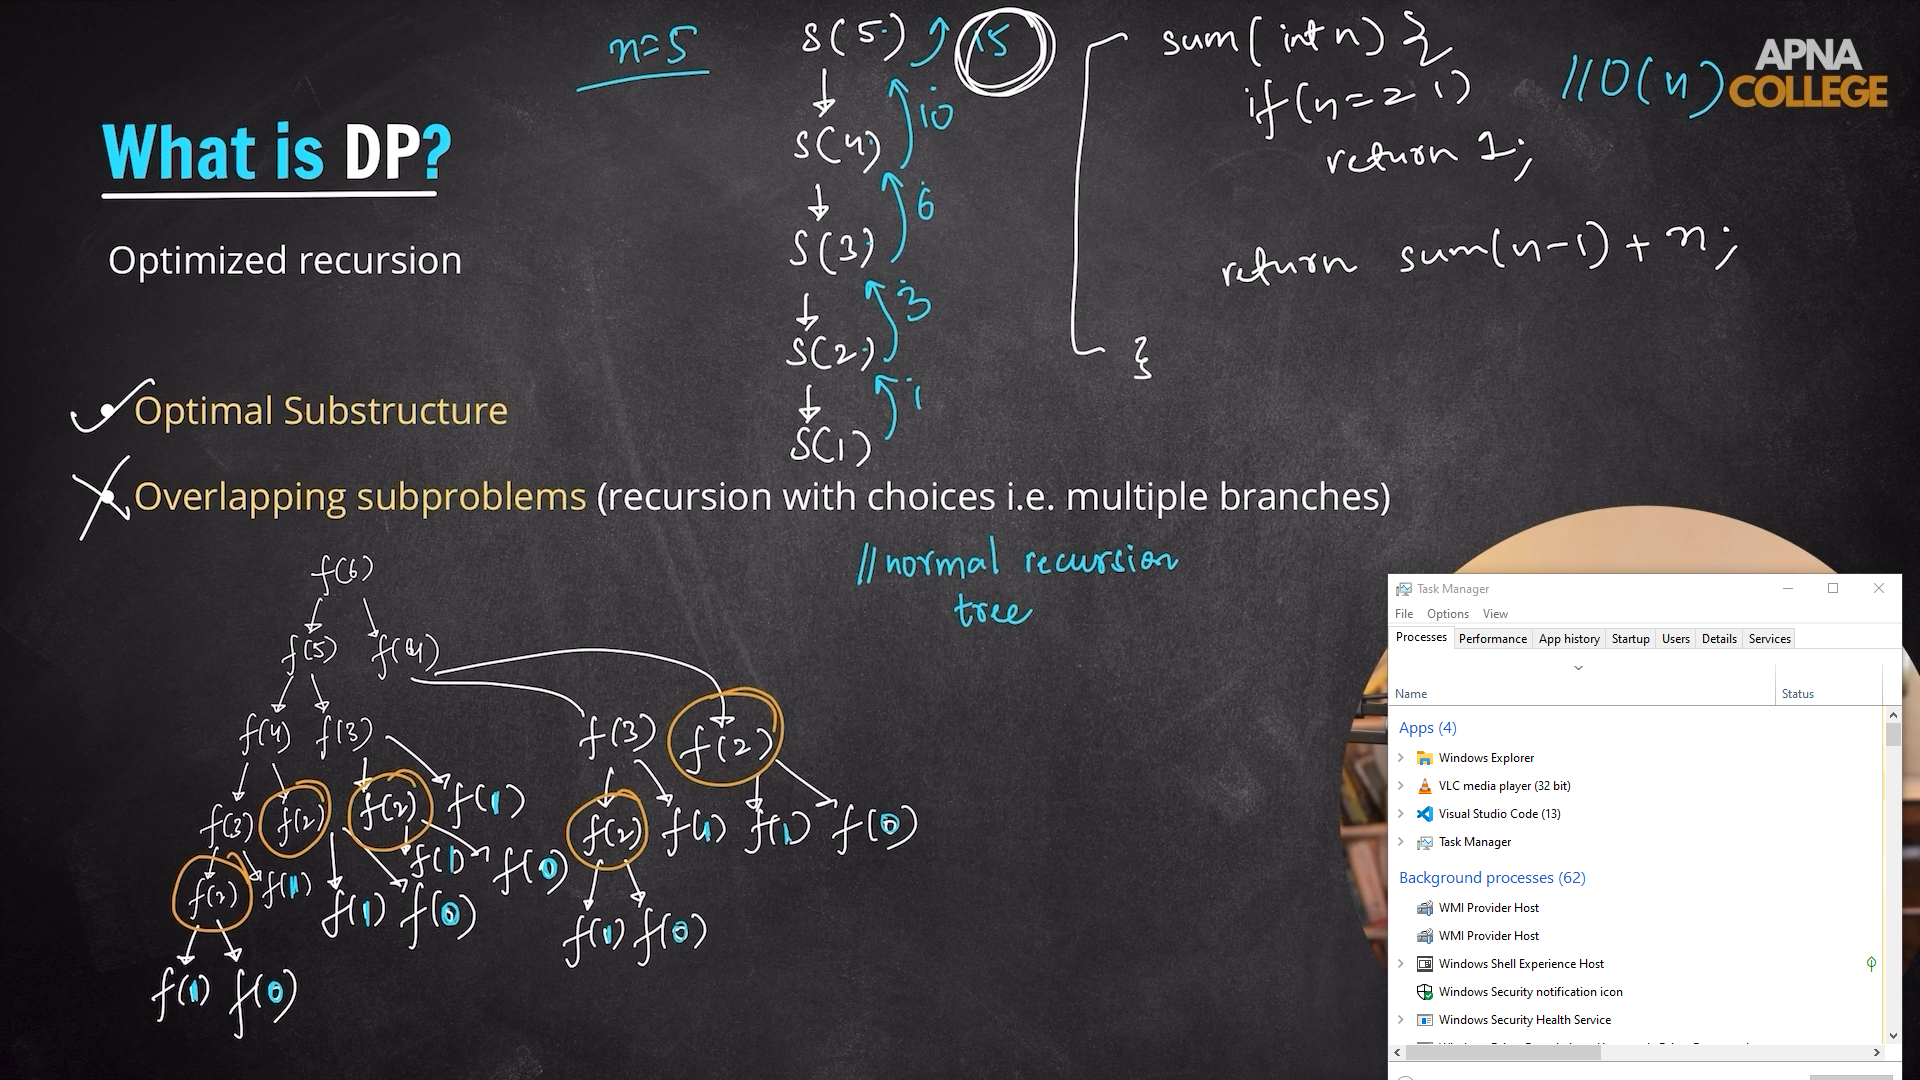 n=5
S(5) 15
sum(int n) {
//O(n)
APNA
COLLEGE
10
if(n==1)
S(4)
return 1;
What is DP?
6
S(3)
return sum(n-1) + n;
Optimized recursion
3
S(2)
}
1
S(1)
Optimal Substructure
Overlapping subproblems (recursion with choices i.e. multiple branches)
//normal recursion
tree
f(6)
f(5) f(4)
f(4) f(3) f(3) f(2)
f(3) f(2) f(2) f(1) f(2) f(1) f(1) f(0)
f(2) f(1) f(1) f(0) f(1) f(0) f(1) f(0)
f(1) f(0)
Task Manager
File Options View
Processes Performance App history Startup Users Details Services
Name Status
Apps (4)
Windows Explorer
VLC media player (32 bit)
Visual Studio Code (13)
Task Manager
Background processes (62)
WMI Provider Host
WMI Provider Host
Windows Shell Experience Host
Windows Security notification icon
Windows Security Health Service